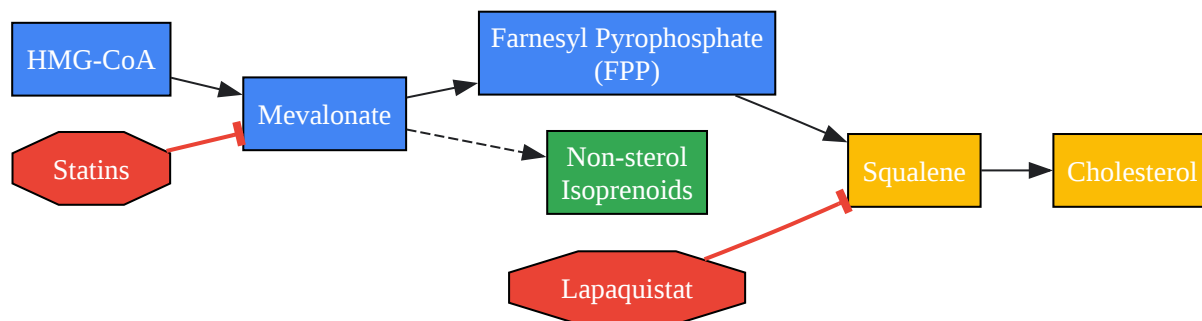 HMG-CoA
Statins
Mevalonate
Farnesyl Pyrophosphate
(FPP)
Non-sterol
Isoprenoids
Lapaquistat
Squalene
Cholesterol